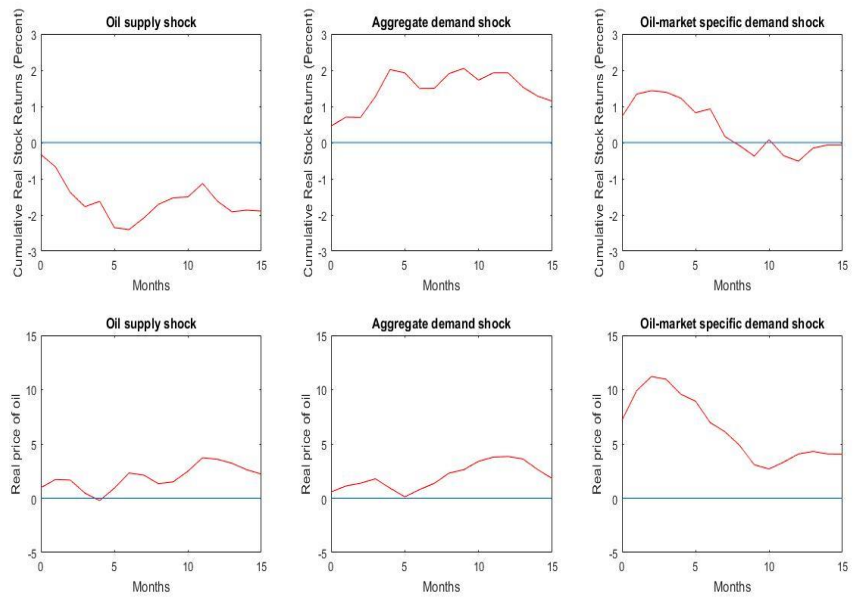 Oil supply shock
Cumulative Real Stock Returns (Percent)
3
2
1
0
-1
-2
-3
0 5 10 15
Months
Aggregate demand shock
Cumulative Real Stock Returns (Percent)
3
2
1
0
-1
-2
-3
0 5 10 15
Months
Oil-market specific demand shock
Cumulative Real Stock Returns (Percent)
3
2
1
0
-1
-2
-3
0 5 10 15
Months
Oil supply shock
Real price of oil
15
10
5
0
-5
0 5 10 15
Months
Aggregate demand shock
Real price of oil
15
10
5
0
-5
0 5 10 15
Months
Oil-market specific demand shock
Real price of oil
15
10
5
0
-5
0 5 10 15
Months